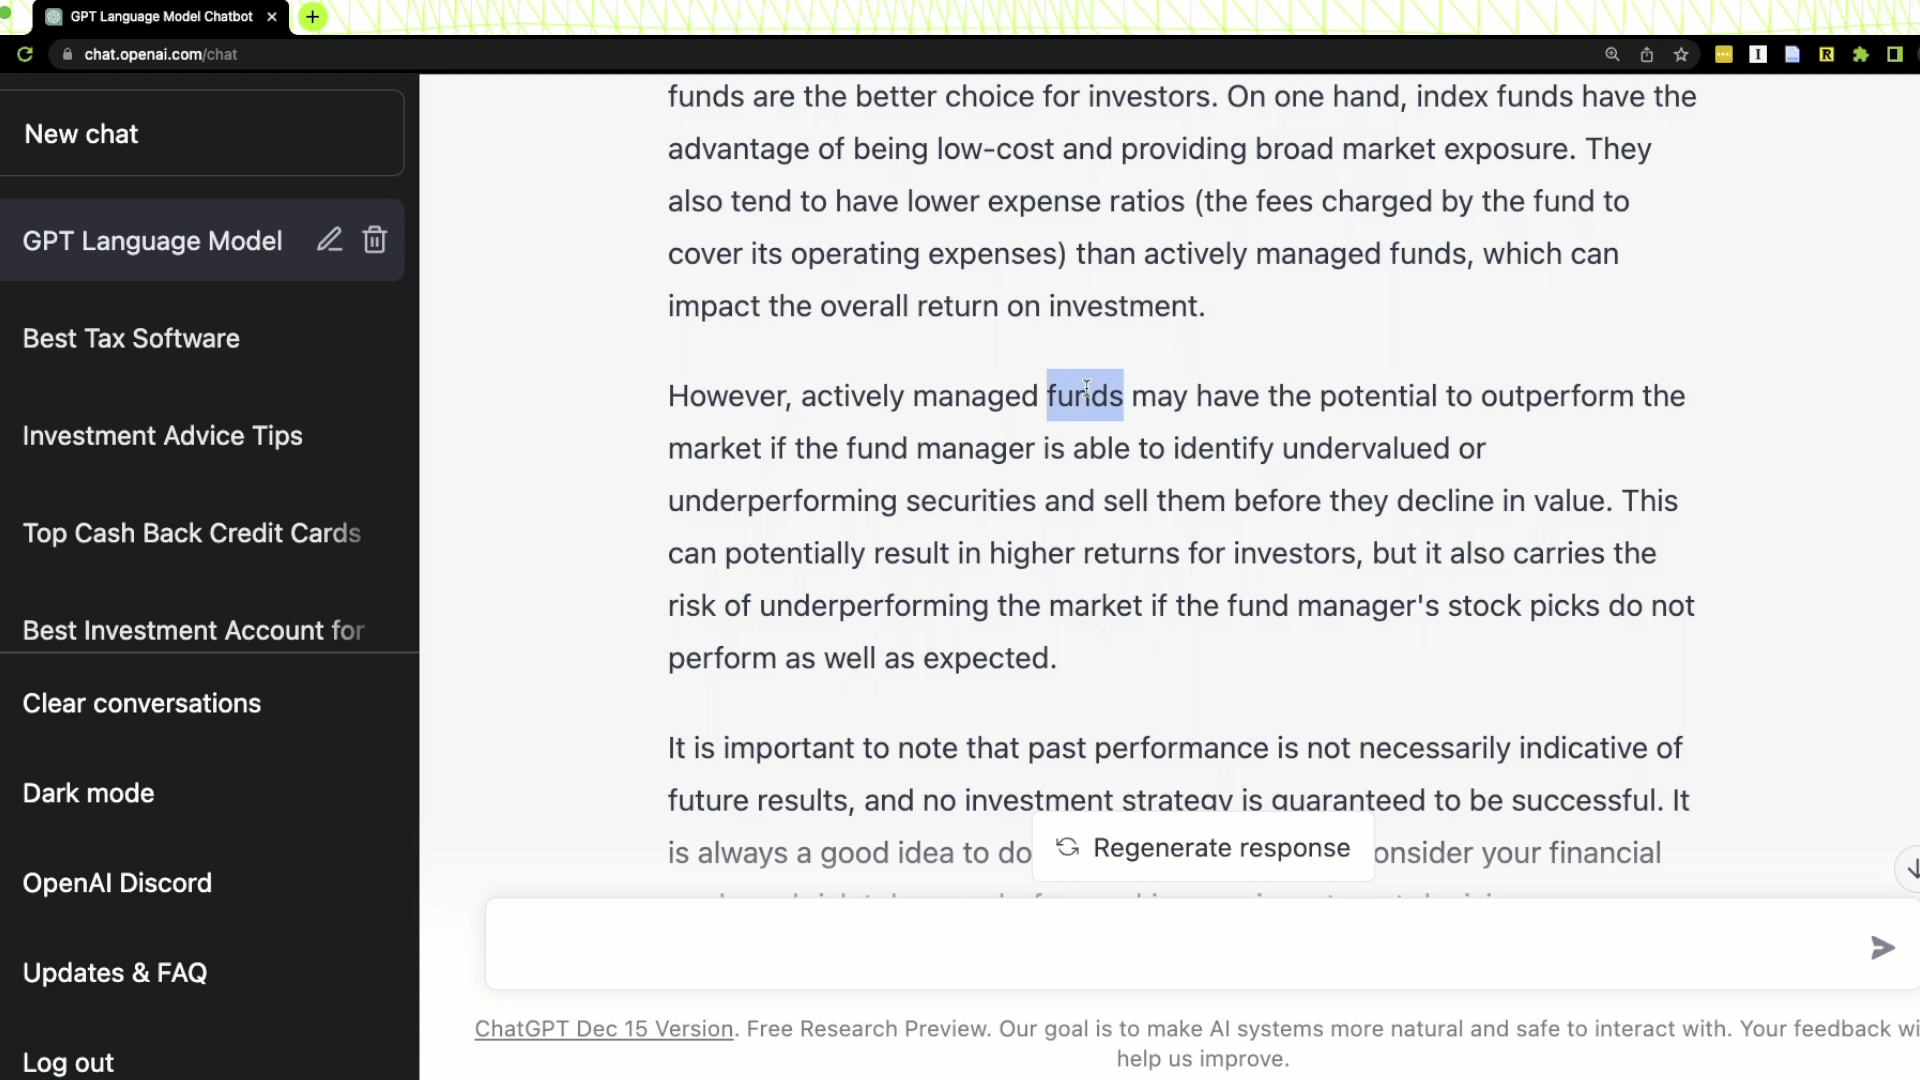 GPT Language Model Chatbot
chat.openai.com/chat
New chat
GPT Language Model
Best Tax Software
Investment Advice Tips
Top Cash Back Credit Cards
Best Investment Account for
Clear conversations
Dark mode
OpenAI Discord
Updates & FAQ
Log out
funds are the better choice for investors. On one hand, index funds have the
advantage of being low-cost and providing broad market exposure. They
also tend to have lower expense ratios (the fees charged by the fund to
cover its operating expenses) than actively managed funds, which can
impact the overall return on investment.
However, actively managed funds may have the potential to outperform the
market if the fund manager is able to identify undervalued or
underperforming securities and sell them before they decline in value. This
can potentially result in higher returns for investors, but it also carries the
risk of underperforming the market if the fund manager's stock picks do not
perform as well as expected.
It is important to note that past performance is not necessarily indicative of
future results, and no investment strategy is guaranteed to be successful. It
is always a good idea to do onsider your financial
Regenerate response
ChatGPT Dec 15 Version. Free Research Preview. Our goal is to make AI systems more natural and safe to interact with. Your feedback wi
help us improve.